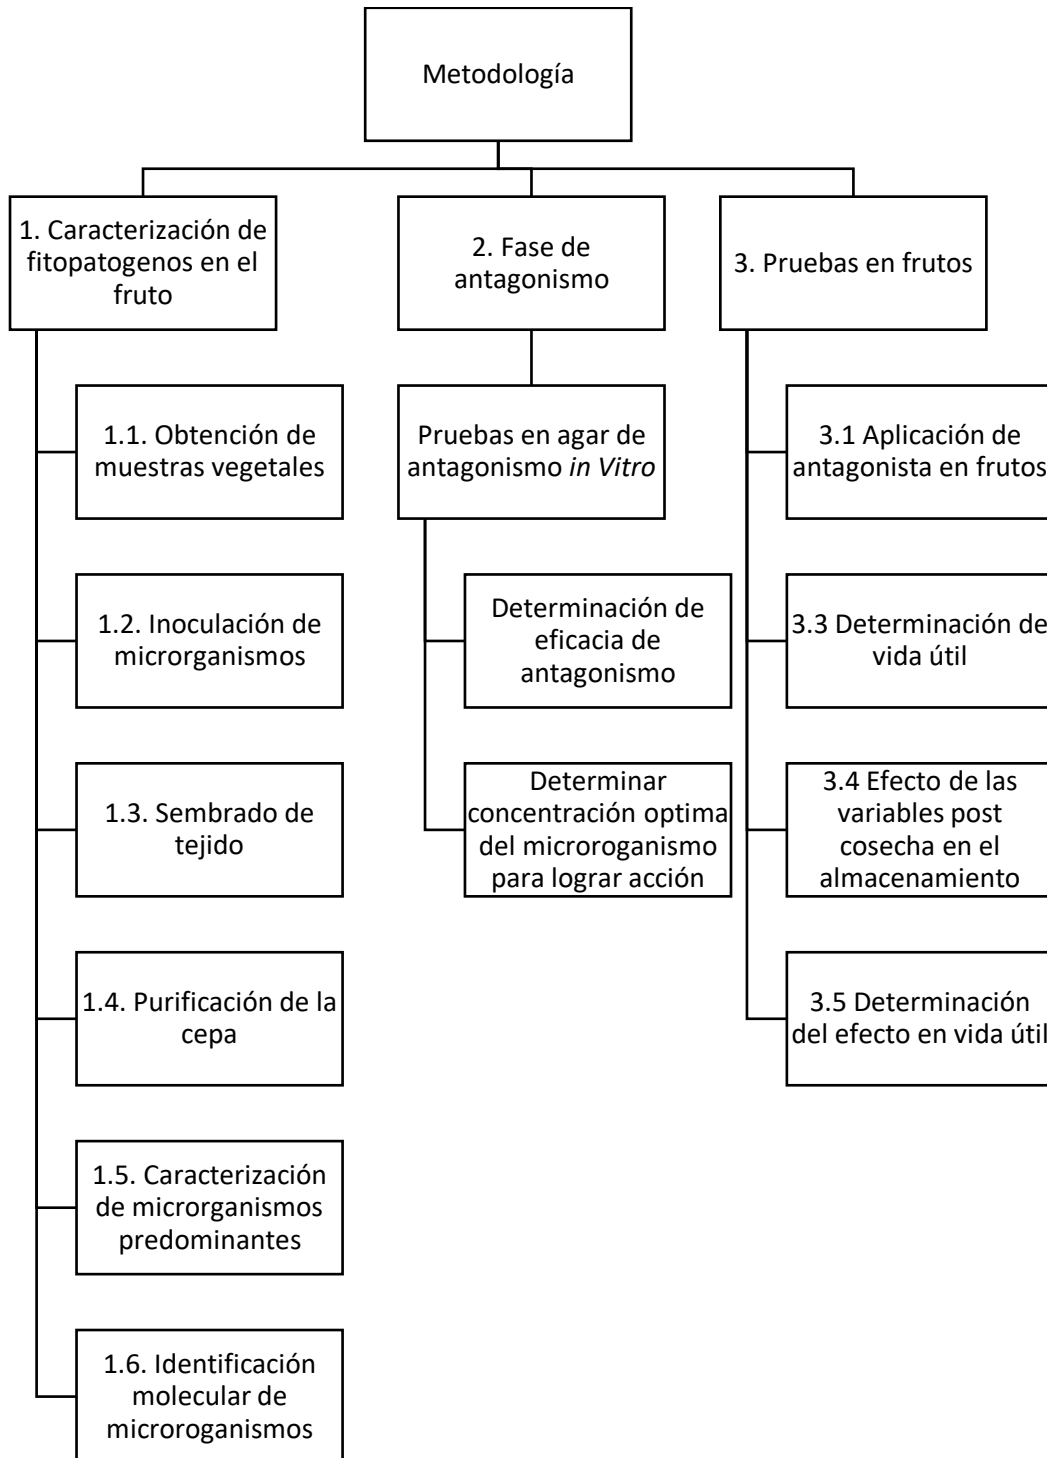 Metodología
1. Caracterización de
fitopatogenos en el
fruto
1.1. Obtención de
muestras vegetales
1.2. Inoculación de
microrganismos
1.3. Sembrado de
tejido
1.4. Purificación de la
cepa
1.5. Caracterización
de microrganismos
predominantes
1.6. Identificación
molecular de
microroganismos
2. Fase de
antagonismo
Pruebas en agar de
antagonismo in Vitro
Determinación de
eficacia de
antagonismo
Determinar
concentración optima
del microroganismo
para lograr acción
3. Pruebas en frutos
3.1 Aplicación de
antagonista en frutos
3.3 Determinación de
vida útil
3.4 Efecto de las
variables post
cosecha en el
almacenamiento
3.5 Determinación
del efecto en vida útil